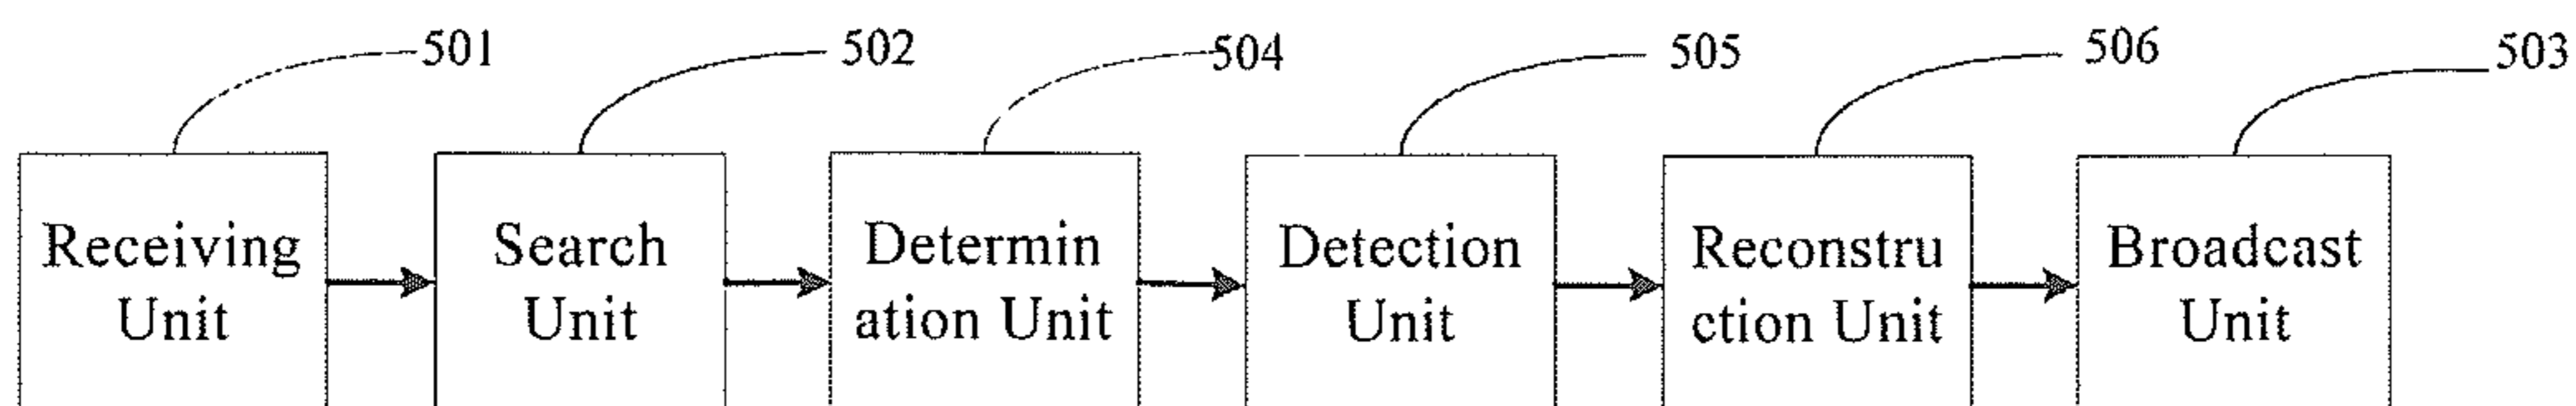 501 502 504 505 506 503
Receiving
Unit
Search
Unit
Determin
ation Unit
Detection
Unit
Reconstru
ction Unit
Broadcast
Unit